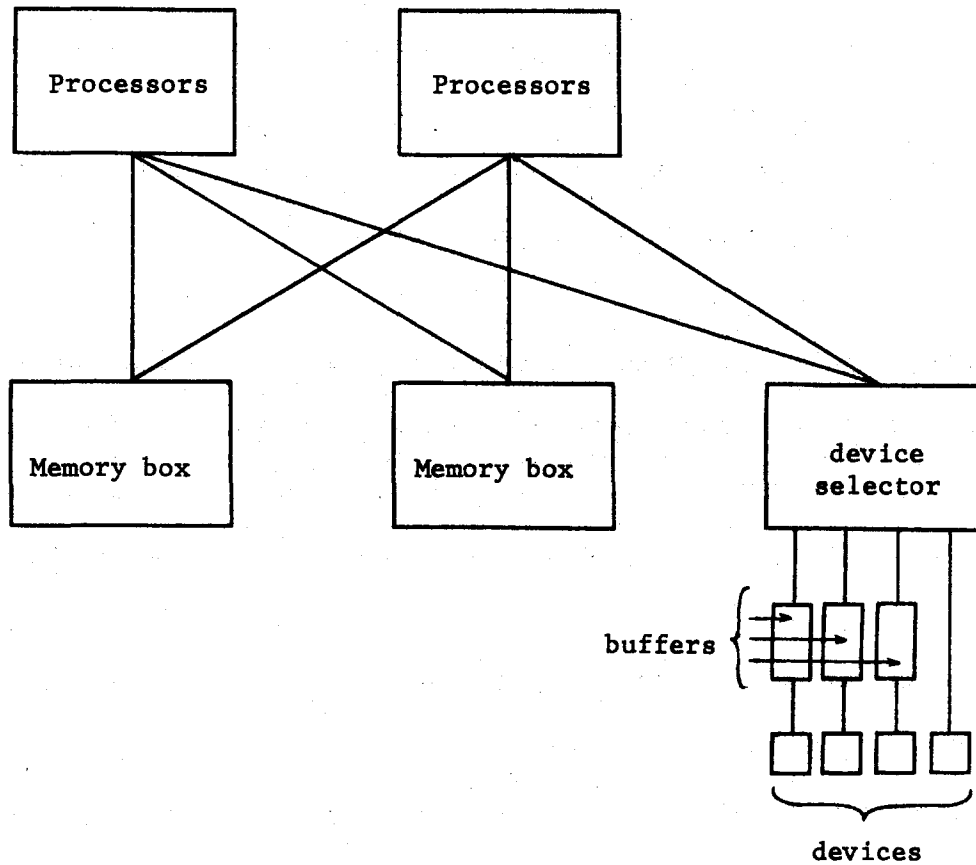 Processors
Processors
Memory box
Memory box
device
selector
buffers
devices